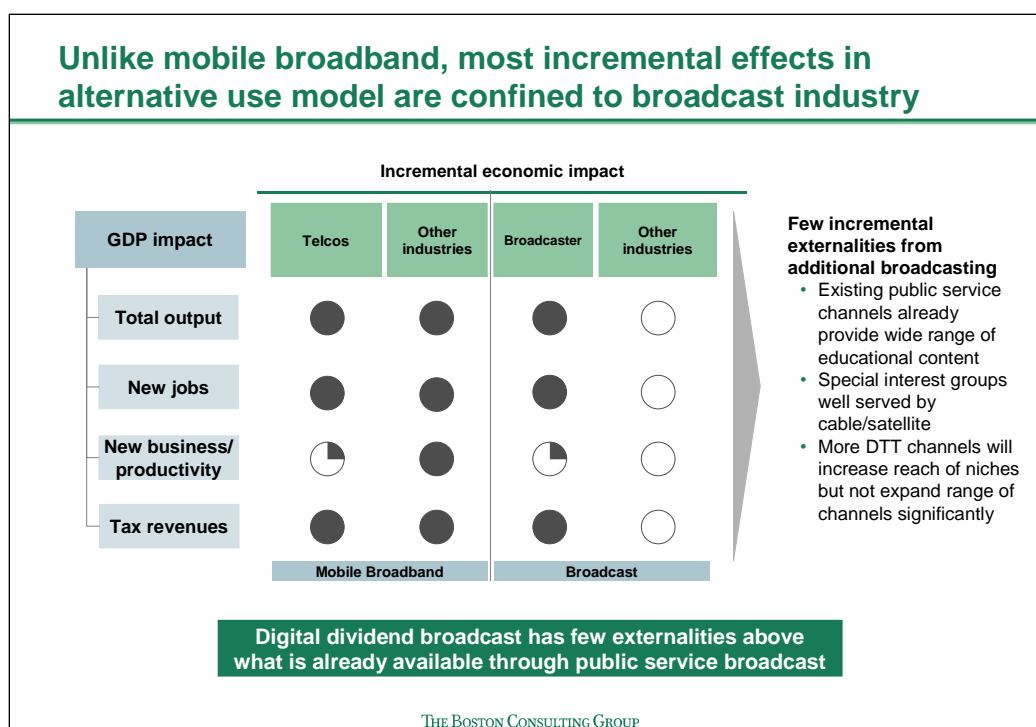 Unlike mobile broadband, most incremental effects in
alternative use model are confined to broadcast industry
Incremental economic impact
GDP impact
Telcos
Other
industries
Broadcaster
Other
industries
Total output
New jobs
New business/
productivity
Tax revenues
Mobile Broadband
Broadcast
Few incremental
externalities from
additional broadcasting
• Existing public service
channels already
provide wide range of
educational content
• Special interest groups
well served by
cable/satellite
• More DTT channels will
increase reach of niches
but not expand range of
channels significantly
Digital dividend broadcast has few externalities above
what is already available through public service broadcast
THE BOSTON CONSULTING GROUP